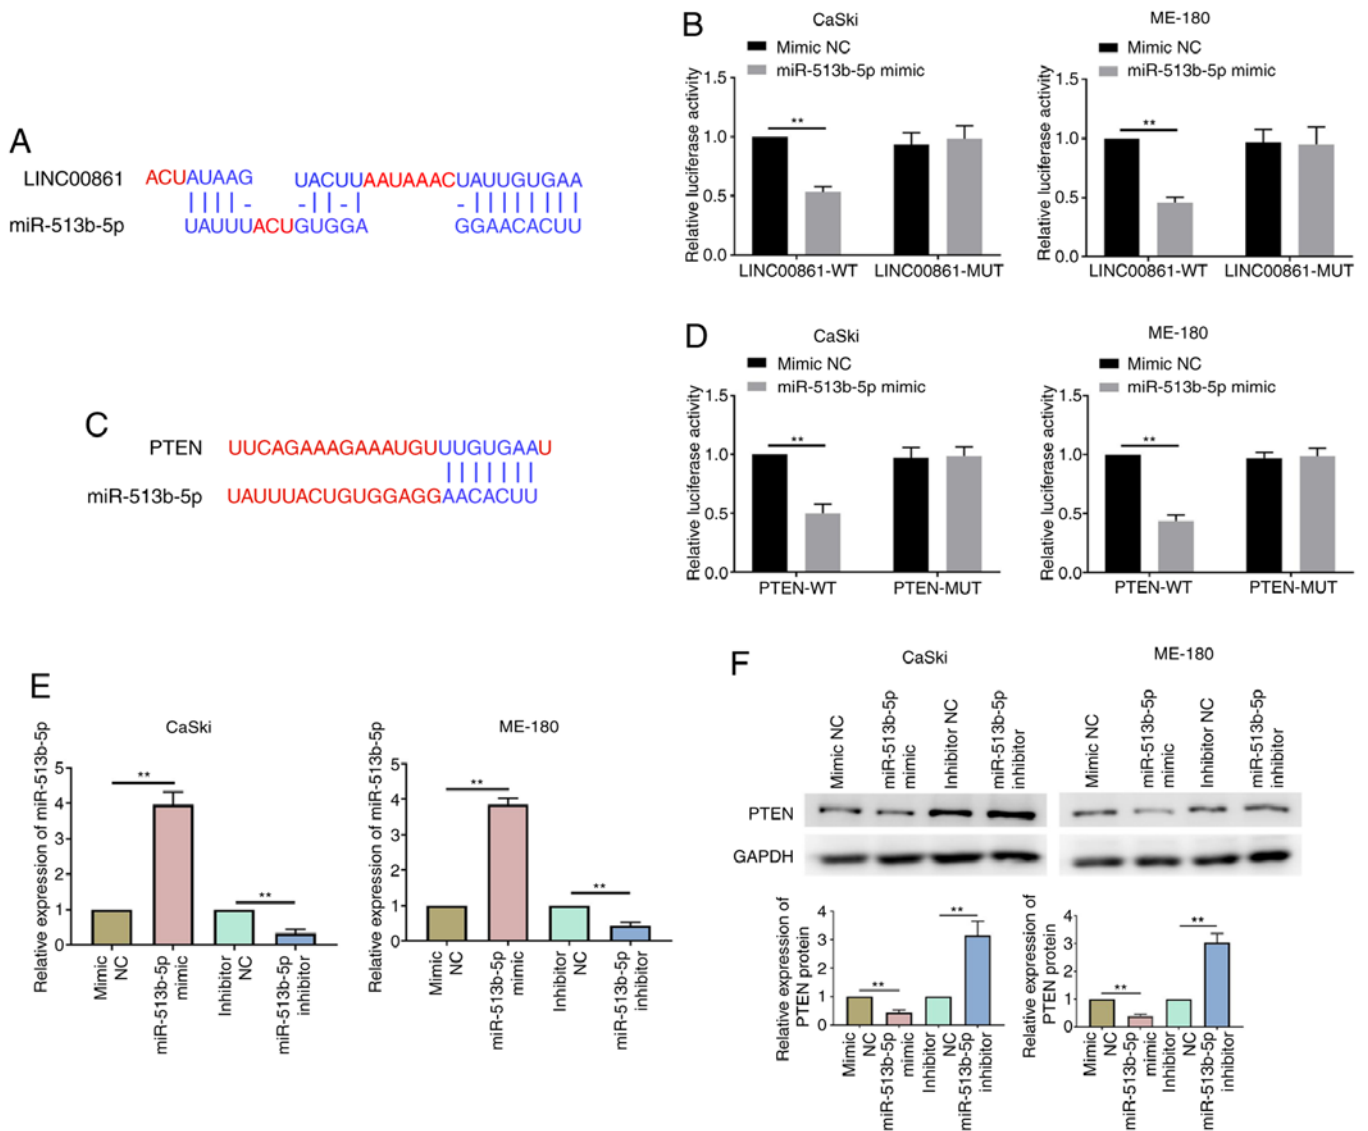 A
LINC00861 ACUAUAAG UACUUAAUAAACUAUUGUGAA
miR-513b-5p UAUUUACUGUGGA GGAACACUU
B
CaSki
Mimic NC
miR-513b-5p mimic
Relative luciferase activity
1.5
1.0
0.5
0.0
**
LINC00861-WT LINC00861-MUT
ME-180
Mimic NC
miR-513b-5p mimic
Relative luciferase activity
1.5
1.0
0.5
0.0
**
LINC00861-WT LINC00861-MUT
C
PTEN UUCAGAAAGAAAUGUUUGUGAAU
miR-513b-5p UAUUUACUGUGGAGGAACACUU
D
CaSki
Mimic NC
miR-513b-5p mimic
Relative luciferase activity
1.5
1.0
0.5
0.0
**
PTEN-WT PTEN-MUT
ME-180
Mimic NC
miR-513b-5p mimic
Relative luciferase activity
1.5
1.0
0.5
0.0
**
PTEN-WT PTEN-MUT
E
CaSki
Relative expression of miR-513b-5p
5
4
3
2
1
0
**
**
Mimic
NC
miR-513b-5p
mimic
Inhibitor
NC
miR-513b-5p
inhibitor
ME-180
Relative expression of miR-513b-5p
5
4
3
2
1
0
**
**
Mimic
NC
miR-513b-5p
mimic
Inhibitor
NC
miR-513b-5p
inhibitor
F
CaSki
ME-180
Mimic NC
miR-513b-5p
mimic
Inhibitor NC
miR-513b-5p
inhibitor
Mimic NC
miR-513b-5p
mimic
Inhibitor NC
miR-513b-5p
inhibitor
PTEN
GAPDH
Relative expression of
PTEN protein
4
3
2
1
0
**
**
Mimic
NC
miR-513b-5p
mimic
Inhibitor
NC
miR-513b-5p
inhibitor
Relative expression of
PTEN protein
4
3
2
1
0
**
**
Mimic
NC
miR-513b-5p
mimic
Inhibitor
NC
miR-513b-5p
inhibitor